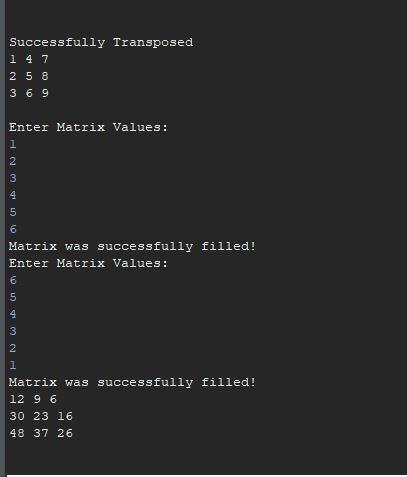 Successfully Transposed
1 4 7
2 5 8
3 6 9
Enter Matrix Values:
1
2
3
4
5
6
Matrix was successfully filled!
Enter Matrix Values:
6
5
4
3
2
1
Matrix was successfully filled!
12 9 6
30 23 16
48 37 26